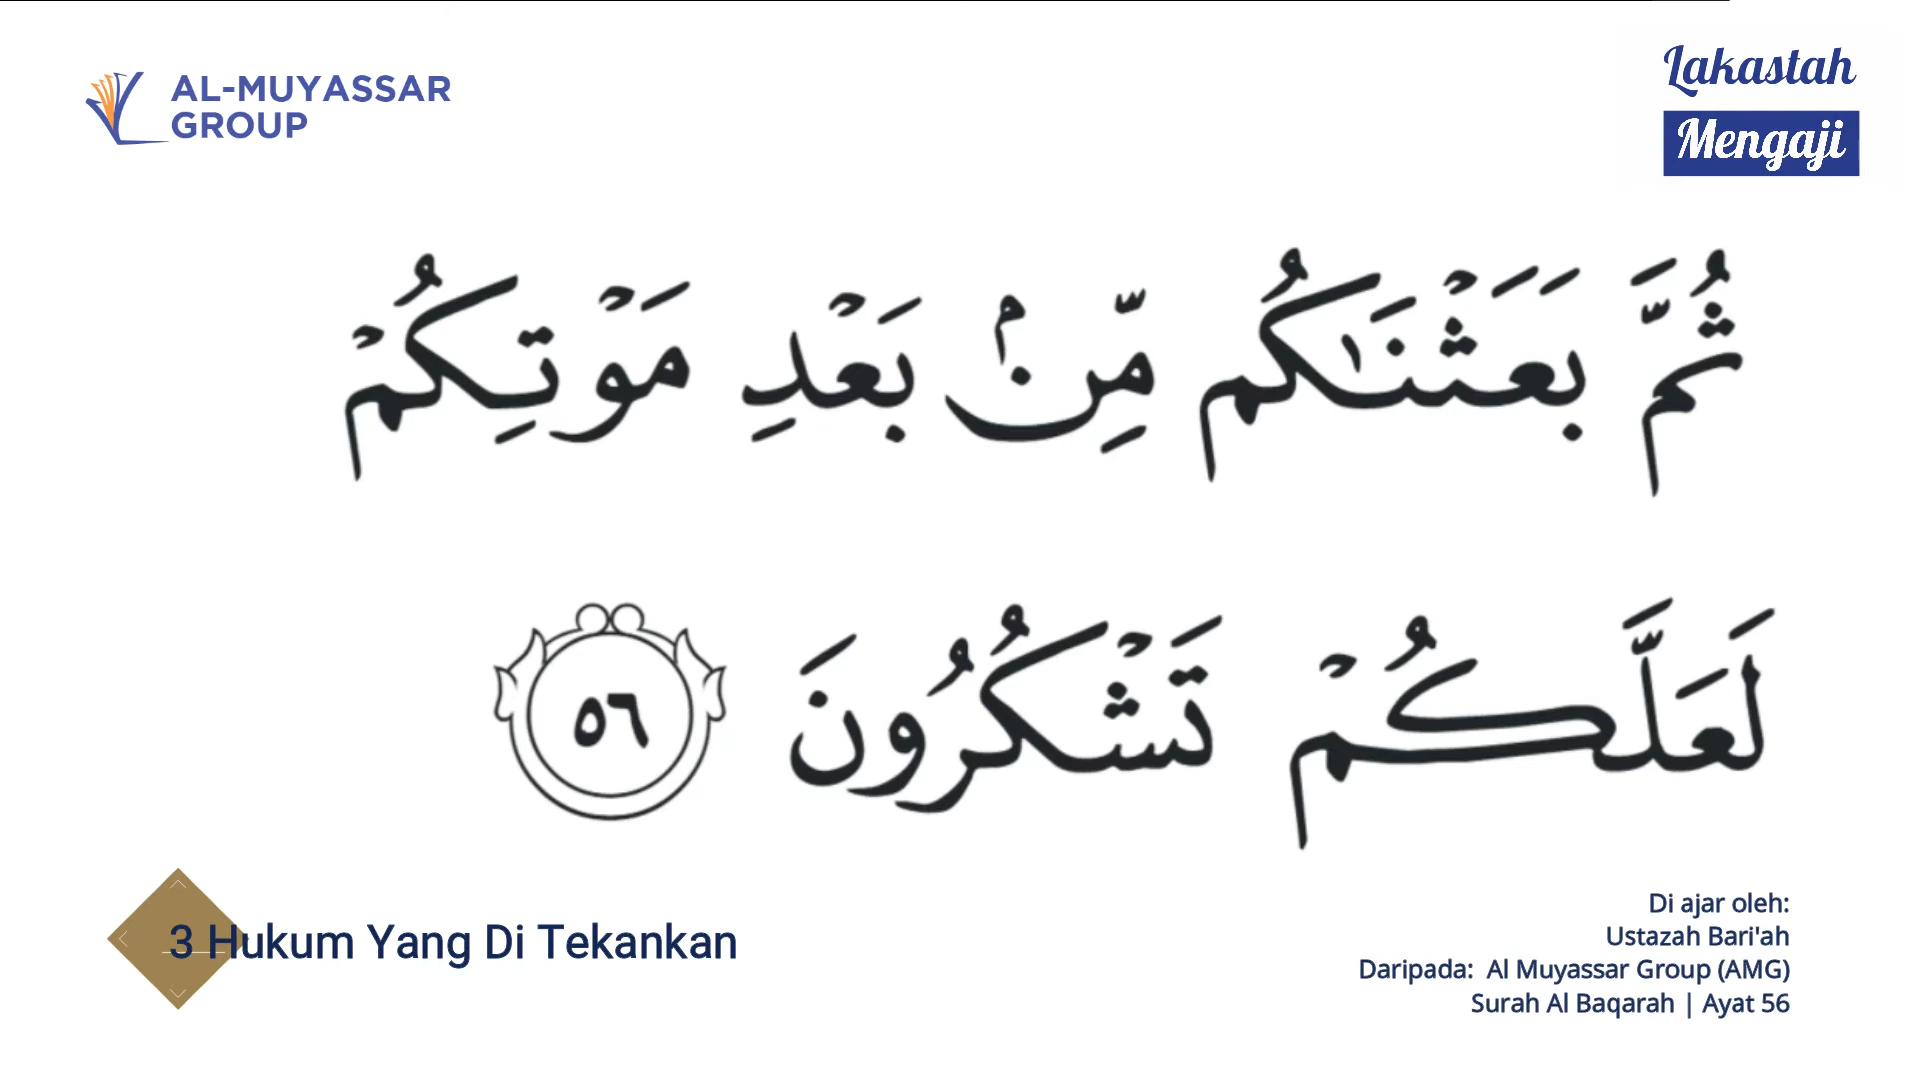 AL-MUYASSAR
GROUP
Lakastah
Mengaji
ثُمَّ بَعَثْنَـٰكُم مِّنۢ بَعْدِ مَوْتِكُمْ
لَعَلَّكُمْ تَشْكُرُونَ ٥٦
3 Hukum Yang Di Tekankan
Di ajar oleh:
Ustazah Bari'ah
Daripada: Al Muyassar Group (AMG)
Surah Al Baqarah | Ayat 56